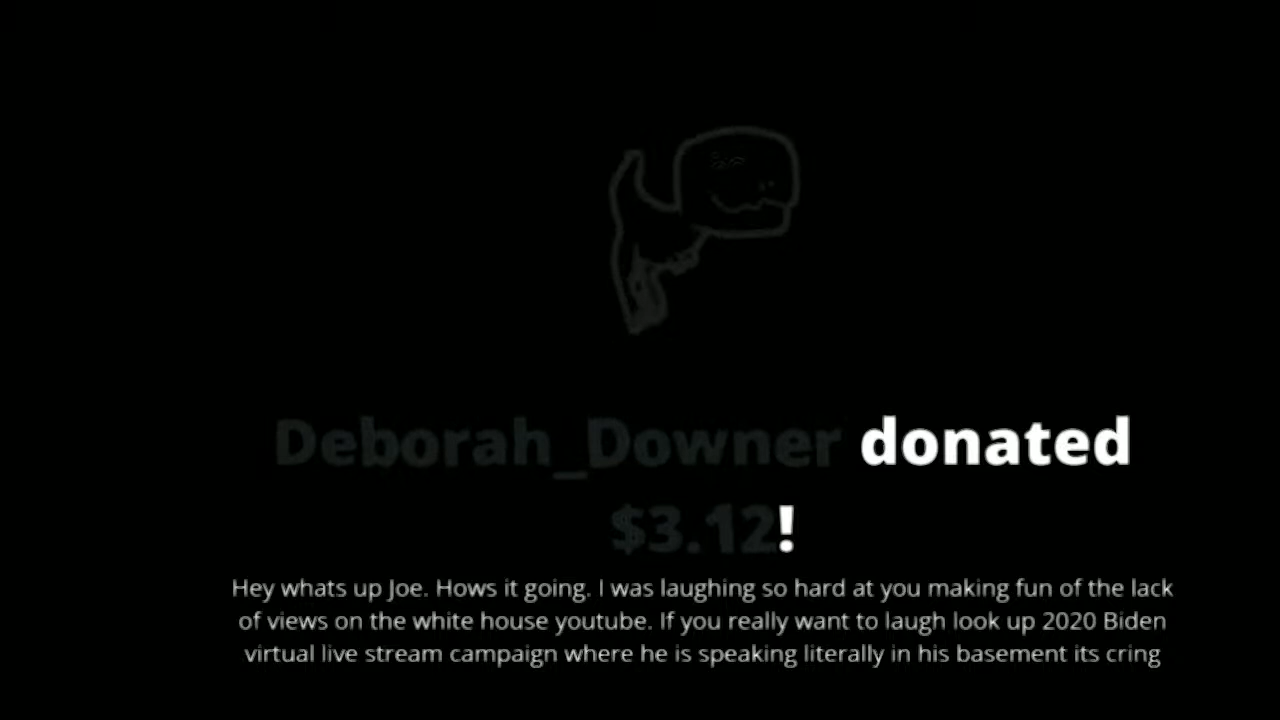 Deborah_Downer donated
$3.12!
Hey whats up Joe. Hows it going. I was laughing so hard at you making fun of the lack
of views on the white house youtube. If you really want to laugh look up 2020 Biden
virtual live stream campaign where he is speaking literally in his basement its cring